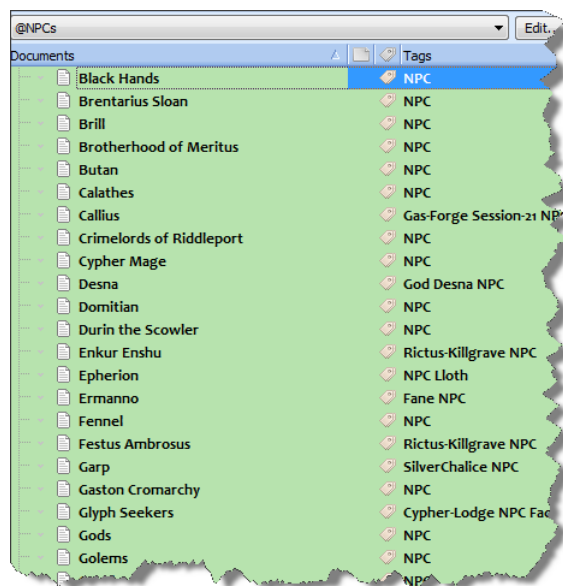 @NPCs Edit..
Documents Tags
Black Hands NPC
Brentarius Sloan NPC
Brill NPC
Brotherhood of Meritus NPC
Butan NPC
Calathes NPC
Callius Gas-Forge Session-21 NPC
Crimelords of Riddleport NPC
Cypher Mage NPC
Desna God Desna NPC
Domitian NPC
Durin the Scowler NPC
Enkur Enshu Rictus-Killgrave NPC
Epherion NPC Lloth
Ermanno Fane NPC
Fennel NPC
Festus Ambrosus Rictus-Killgrave NPC
Garp SilverChalice NPC
Gaston Cromarchy NPC
Glyph Seekers Cypher-Lodge NPC Fac
Gods NPC
Golems NPC
NPC